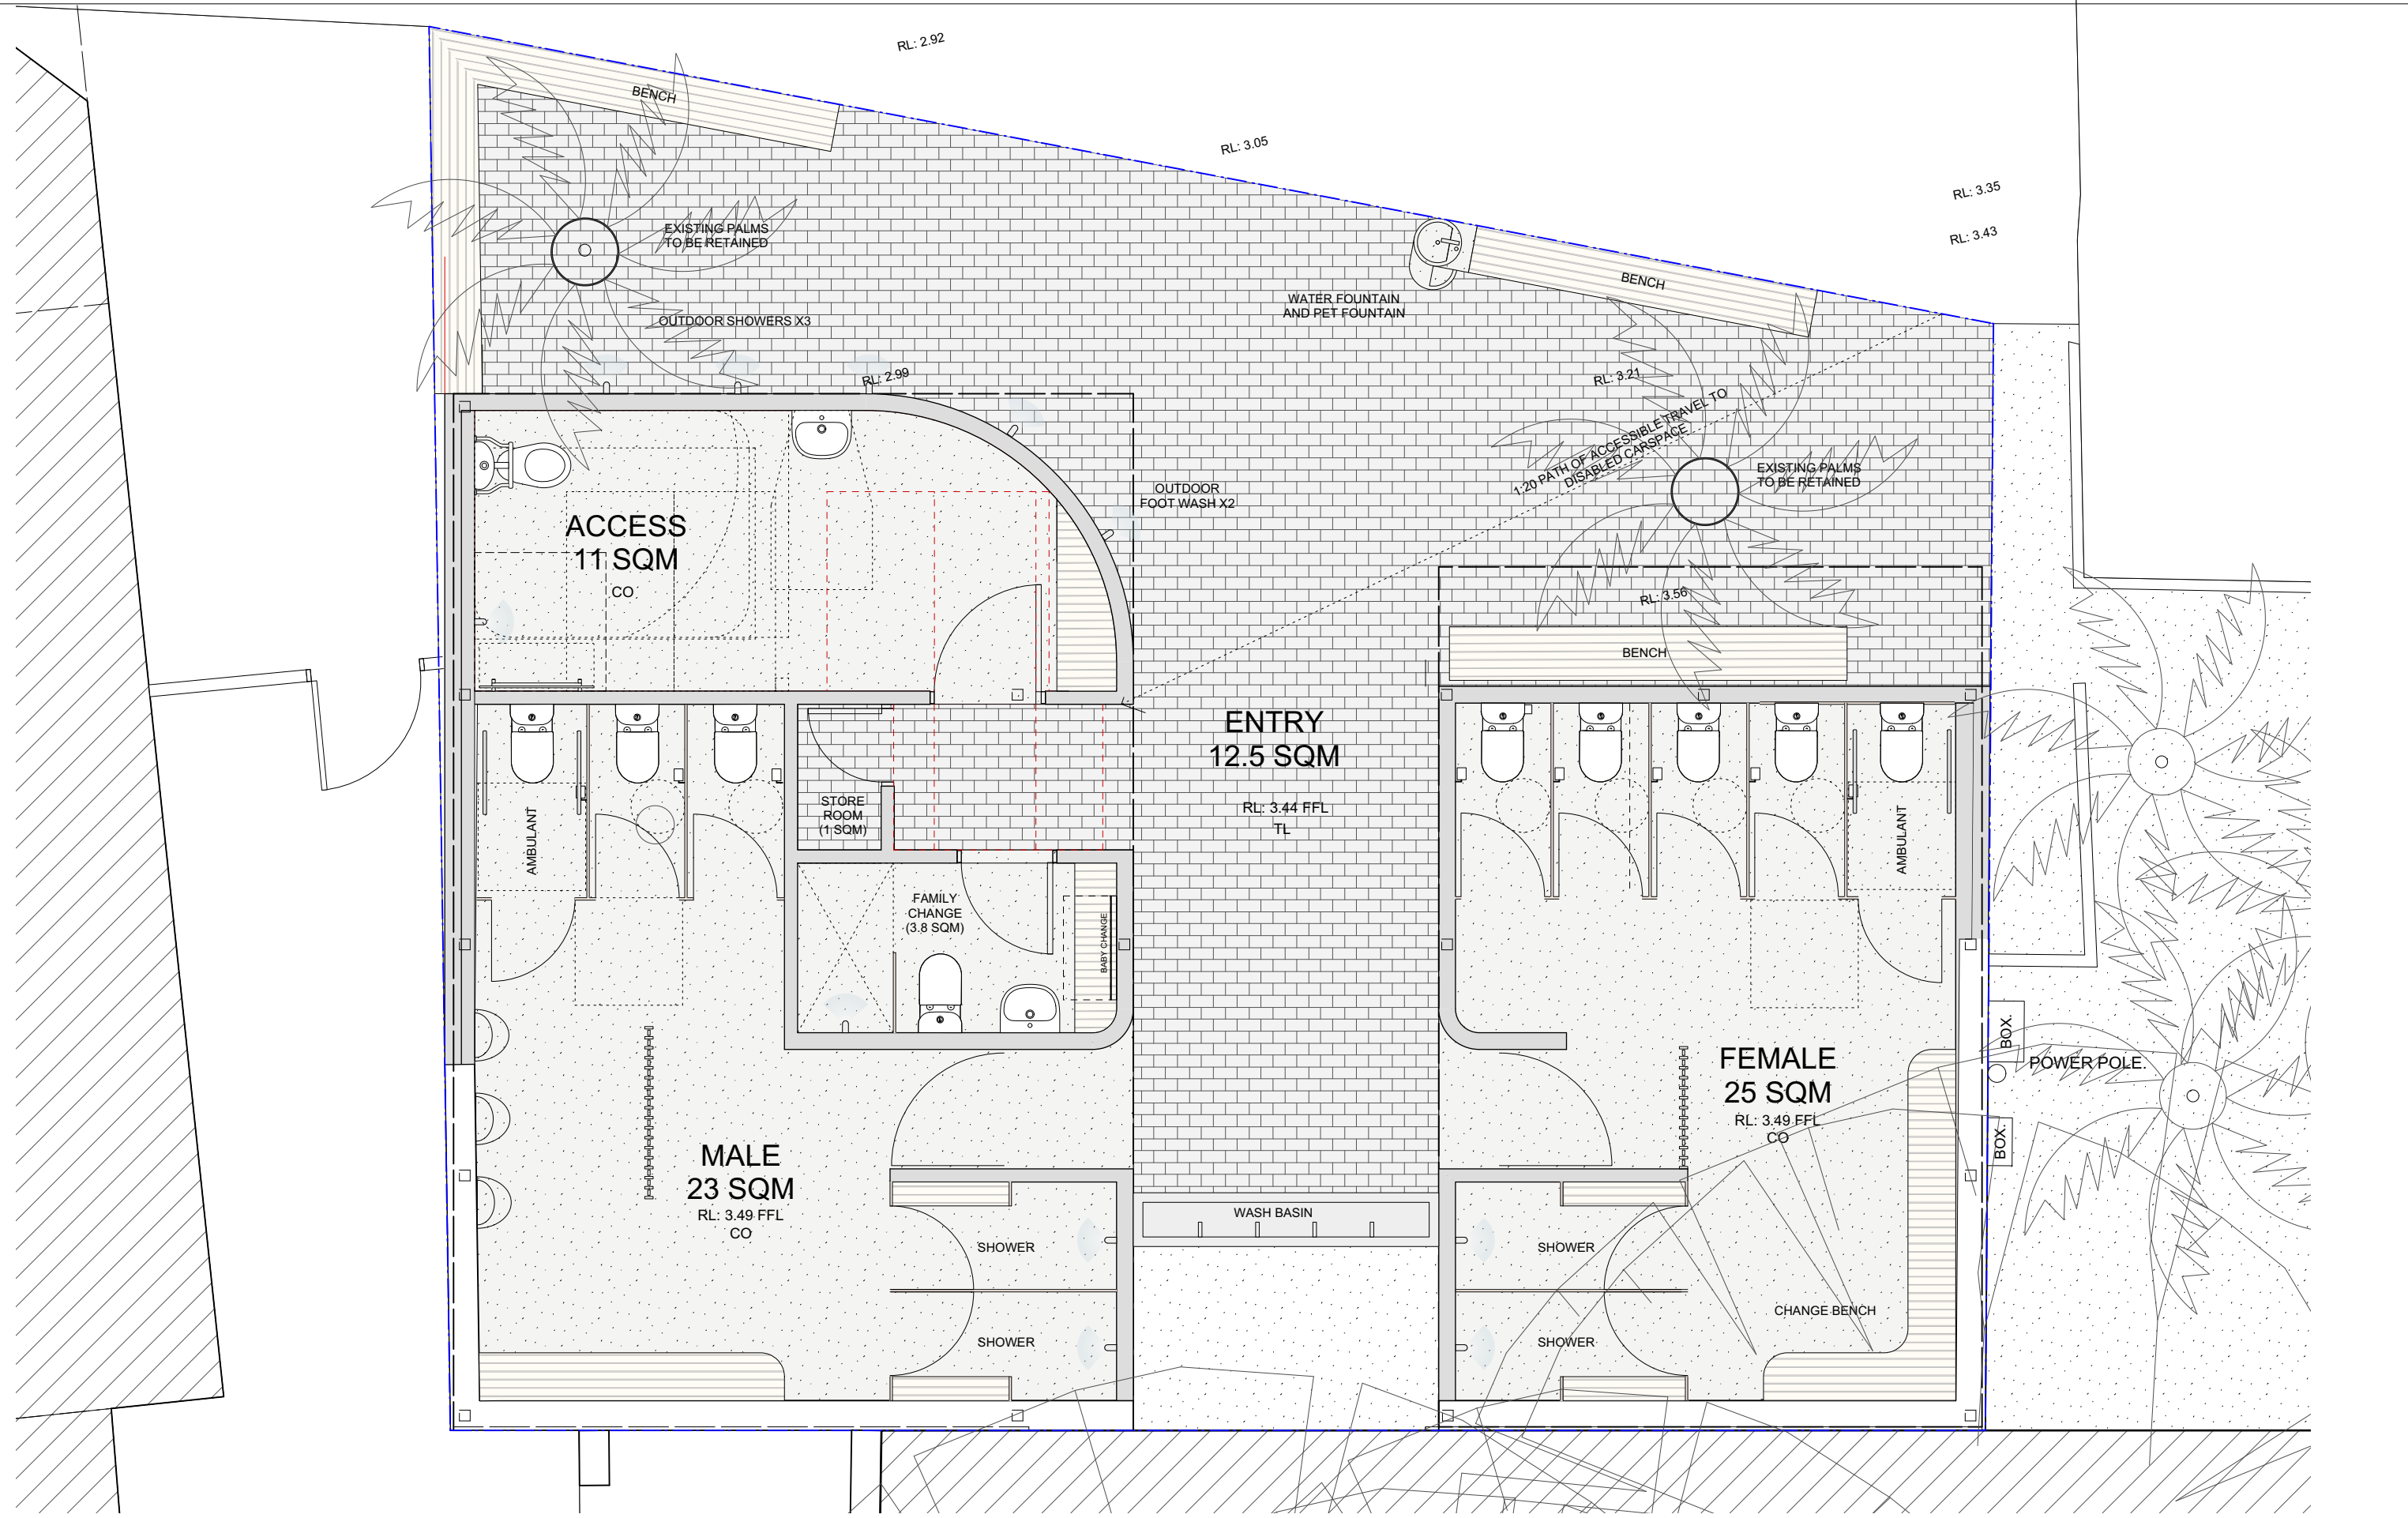 RL: 2.92
BENCH
RL: 3.05
RL: 3.35
RL: 3.43
EXISTING PALMS
TO BE RETAINED
BENCH
WATER FOUNTAIN
AND PET FOUNTAIN
OUTDOOR SHOWERS X3
RL: 2.99
RL: 3.21
1:20 PATH OF ACCESSIBLE TRAVEL TO
DISABLED CARSPACE
EXISTING PALMS
TO BE RETAINED
OUTDOOR
FOOT WASH X2
ACCESS
11 SQM
CO
RL: 3.56
BENCH
ENTRY
12.5 SQM
RL: 3.44 FFL
TL
STORE
ROOM
(1 SQM)
AMBULANT
AMBULANT
FAMILY
CHANGE
(3.8 SQM)
BABY CHANGE
BOX.
POWER POLE.
BOX.
FEMALE
25 SQM
RL: 3.49 FFL
CO
MALE
23 SQM
RL: 3.49 FFL
CO
WASH BASIN
SHOWER
SHOWER
CHANGE BENCH
SHOWER
SHOWER